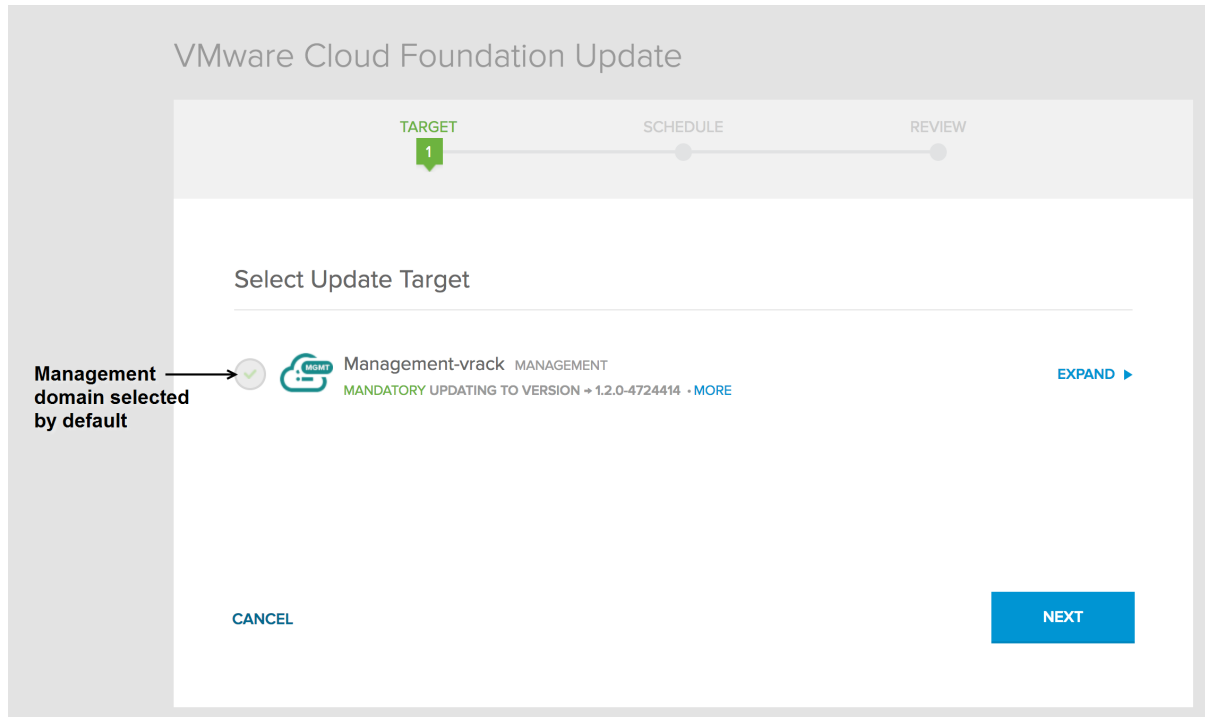 VMware Cloud Foundation Update
TARGET
SCHEDULE
REVIEW
1
Select Update Target
Management
domain selected
by default
MGMT
Management-vrack MANAGEMENT
MANDATORY UPDATING TO VERSION → 1.2.0-4724414 • MORE
EXPAND ▶
CANCEL
NEXT